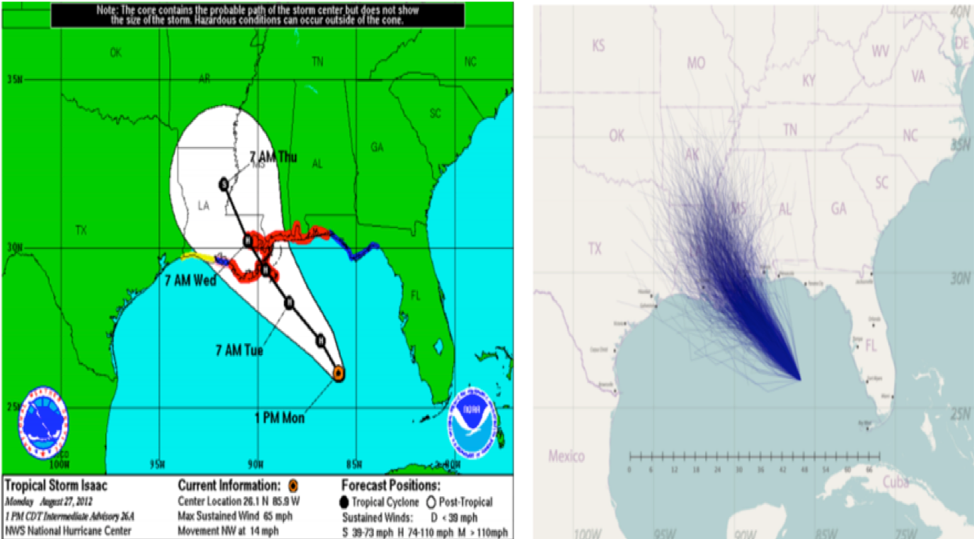 Note: The cone contains the probable path of the storm center but does not show
the size of the storm. Hazardous conditions can occur outside of the cone.
OK
TN
NC
AR
35N
SC
7 AM Thu
MS
AL
GA
LA
TX
30N
7 AM Wed
FL
7 AM Tue
1 PM Mon
25N
NOAA
100W
95W
90W
85W
80W
Tropical Storm Isaac
Monday August 27, 2012
1 PM CDT Intermediate Advisory 26A
NWS National Hurricane Center
Current Information:
Center Location 26.1 N 85.9 W
Max Sustained Wind 65 mph
Movement NW at 14 mph
Forecast Positions:
Tropical Cyclone Post-Tropical
Sustained Winds: D < 39 mph
S 39-73 mph H 74-110 mph M > 110mph
40N
KS
MO
WV
DE
KY
VA
OK
TN
NC
35N
AK
SC
MS
AL
GA
TX
30N
FL
25N
Mexico
0 6 12 18 24 30 36 42 48 54 60 66
Cuba
100W
95W
90W
85W
80W
75W